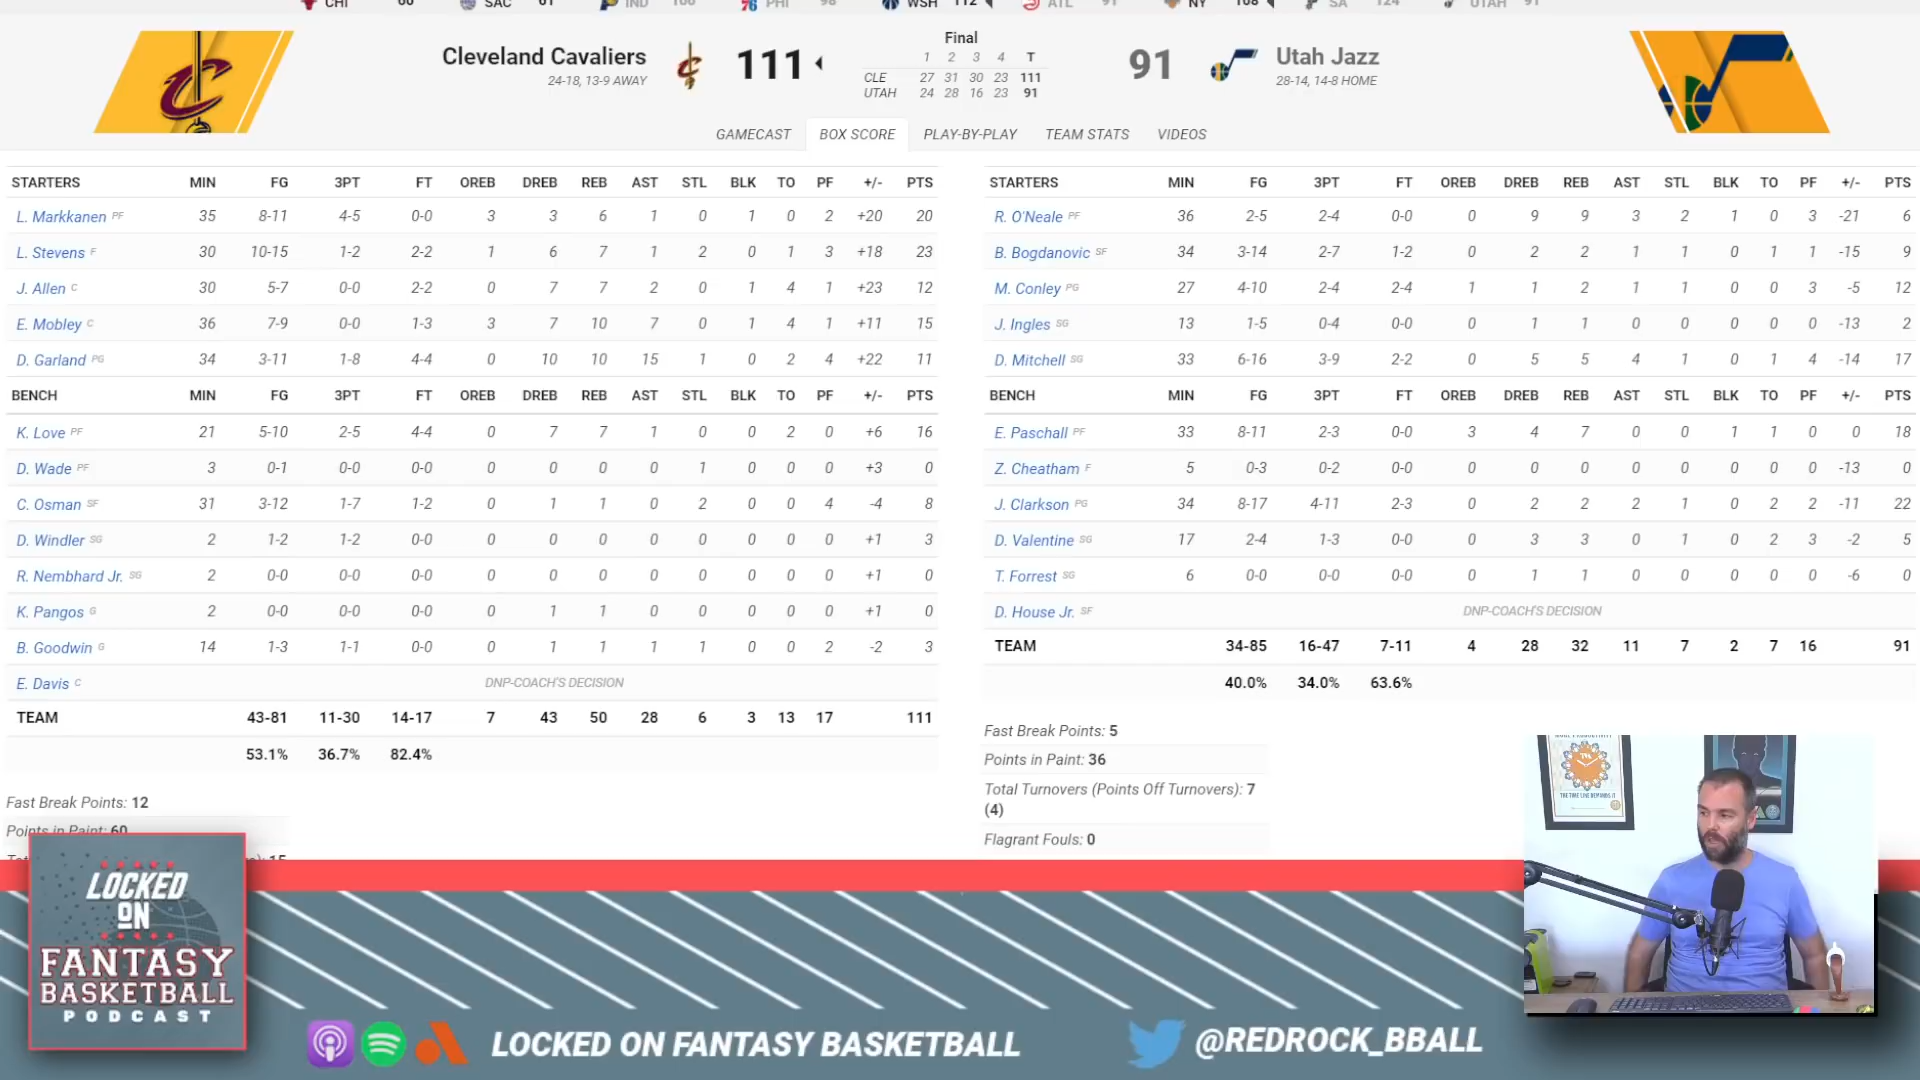 CHI 66 SAC 61 IND 106 PHI 98 WSH 112 ATL 91 NY 108 SA 124 UTAH 91
Cleveland Cavaliers
24-18, 13-9 AWAY
111
Final
1 2 3 4 T
CLE 27 31 30 23 111
UTAH 24 28 16 23 91
91
Utah Jazz
28-14, 14-8 HOME
GAMECAST BOX SCORE PLAY-BY-PLAY TEAM STATS VIDEOS
STARTERS MIN FG 3PT FT OREB DREB REB AST STL BLK TO PF +/- PTS
L. Markkanen PF 35 8-11 4-5 0-0 3 3 6 1 0 1 0 2 +20 20
L. Stevens F 30 10-15 1-2 2-2 1 6 7 1 2 0 1 3 +18 23
J. Allen C 30 5-7 0-0 2-2 0 7 7 2 0 1 4 1 +23 12
E. Mobley C 36 7-9 0-0 1-3 3 7 10 7 0 1 4 1 +11 15
D. Garland PG 34 3-11 1-8 4-4 0 10 10 15 1 0 2 4 +22 11
BENCH MIN FG 3PT FT OREB DREB REB AST STL BLK TO PF +/- PTS
K. Love PF 21 5-10 2-5 4-4 0 7 7 1 0 0 2 0 +6 16
D. Wade PF 3 0-1 0-0 0-0 0 0 0 0 1 0 0 0 +3 0
C. Osman SF 31 3-12 1-7 1-2 0 1 1 0 2 0 0 4 -4 8
D. Windler SG 2 1-2 1-2 0-0 0 0 0 0 0 0 0 0 +1 3
R. Nembhard Jr. SG 2 0-0 0-0 0-0 0 0 0 0 0 0 0 0 +1 0
K. Pangos G 2 0-0 0-0 0-0 0 1 1 0 0 0 0 0 +1 0
B. Goodwin G 14 1-3 1-1 0-0 0 1 1 1 1 0 0 2 -2 3
E. Davis C DNP-COACH'S DECISION
TEAM 43-81 11-30 14-17 7 43 50 28 6 3 13 17 111
53.1% 36.7% 82.4%
Fast Break Points: 12
Points in Paint: 60
STARTERS MIN FG 3PT FT OREB DREB REB AST STL BLK TO PF +/- PTS
R. O'Neale PF 36 2-5 2-4 0-0 0 9 9 3 2 1 0 3 -21 6
B. Bogdanovic SF 34 3-14 2-7 1-2 0 2 2 1 1 0 1 1 -15 9
M. Conley PG 27 4-10 2-4 2-4 1 1 2 1 1 0 0 3 -5 12
J. Ingles SG 13 1-5 0-4 0-0 0 1 1 0 0 0 0 0 -13 2
D. Mitchell SG 33 6-16 3-9 2-2 0 5 5 4 1 0 1 4 -14 17
BENCH MIN FG 3PT FT OREB DREB REB AST STL BLK TO PF +/- PTS
E. Paschall PF 33 8-11 2-3 0-0 3 4 7 0 0 1 1 0 0 18
Z. Cheatham F 5 0-3 0-2 0-0 0 0 0 0 0 0 0 0 -13 0
J. Clarkson PG 34 8-17 4-11 2-3 0 2 2 2 1 0 2 2 -11 22
D. Valentine SG 17 2-4 1-3 0-0 0 3 3 0 1 0 2 3 -2 5
T. Forrest SG 6 0-0 0-0 0-0 0 1 1 0 0 0 0 0 -6 0
D. House Jr. SF DNP-COACH'S DECISION
TEAM 34-85 16-47 7-11 4 28 32 11 7 2 7 16 91
40.0% 34.0% 63.6%
Fast Break Points: 5
Points in Paint: 36
Total Turnovers (Points Off Turnovers): 7
(4)
Flagrant Fouls: 0
LOCKED
ON
FANTASY
BASKETBALL
PODCAST
LOCKED ON FANTASY BASKETBALL
@REDROCK_BBALL